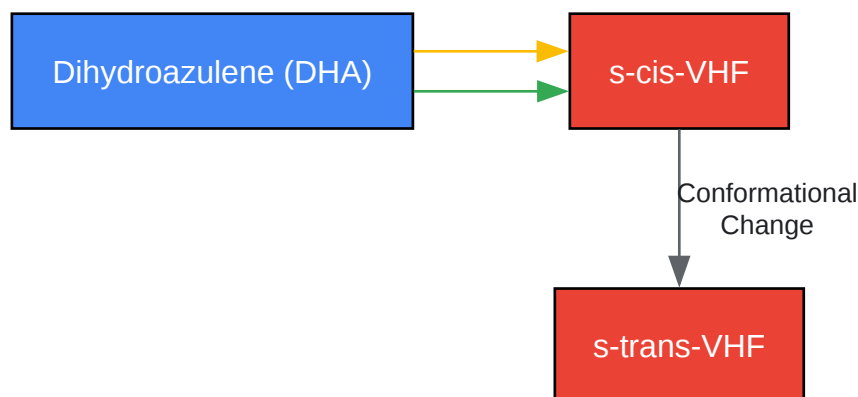 Dihydroazulene (DHA)
s-cis-VHF
Conformational
Change
s-trans-VHF